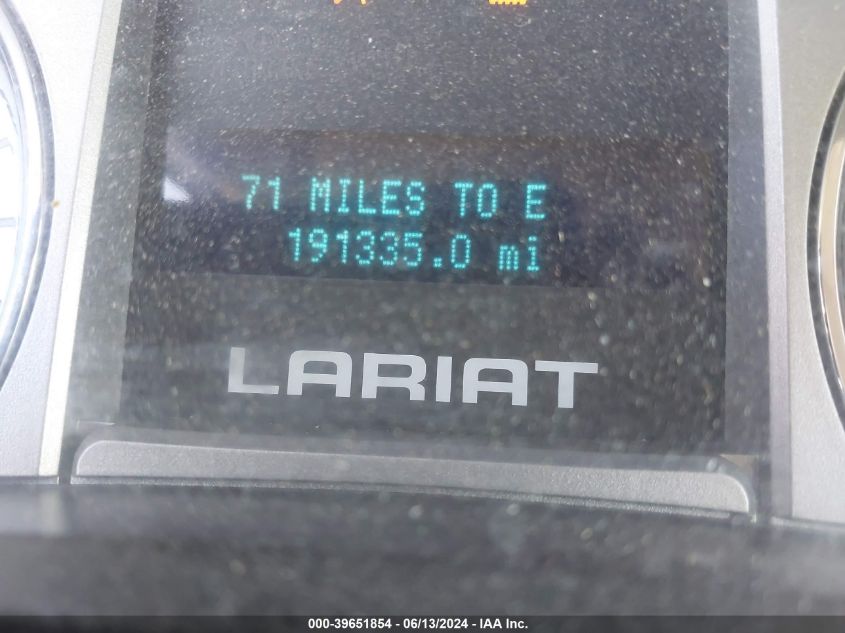 71 MILES TO E
191335.0 mi
LARIAT
000-39651854 - 06/13/2024 - IAA Inc.